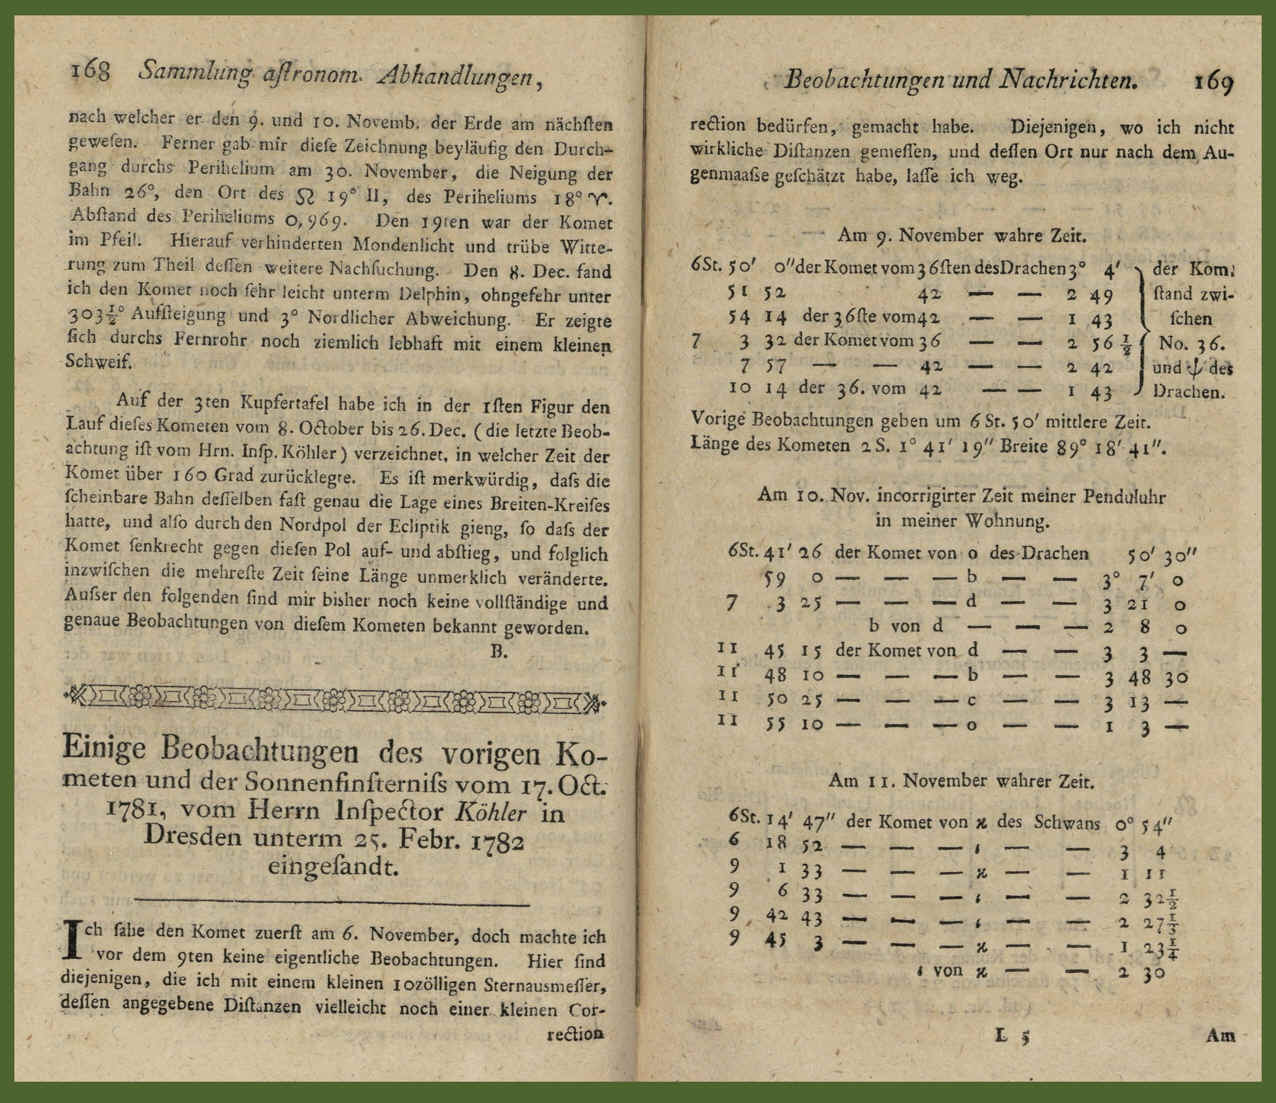 168 Sammlung aſtronom. Abhandlungen,
nach welcher er den 9. und 10. Novemb. der Erde am nächſten
geweſen. Ferner gab mir dieſe Zeichnung beyläufig den Durch-
gang durchs Perihelium am 30. November, die Neigung der
Bahn 26°, den Ort des ☊ 19° II, des Periheliums 18° ♈.
Abſtand des Periheliums 0,969. Den 19ten war der Komet
im Pfeil. Hierauf verhinderten Mondenlicht und trübe Witte-
rung zum Theil deſſen weitere Nachſuchung. Den 8. Dec. fand
ich den Komet noch ſehr leicht unterm Delphin, ohngefehr unter
303½° Aufſteigung und 3° Nordlicher Abweichung. Er zeigte
ſich durchs Fernrohr noch ziemlich lebhaft mit einem kleinen
Schweif.
Auf der 3ten Kupfertafel habe ich in der 1ſten Figur den
Lauf dieſes Kometen vom 8. October bis 26. Dec. (die letzte Beob-
achtung iſt vom Hrn. Inſp. Köhler) verzeichnet, in welcher Zeit der
Komet über 160 Grad zurücklegte. Es iſt merkwürdig, daſs die
ſcheinbare Bahn deſſelben faſt genau die Lage eines Breiten-Kreiſes
hatte, und alſo durch den Nordpol der Ecliptik gieng, ſo daſs der
Komet ſenkrecht gegen dieſen Pol auf- und abſtieg, und folglich
inzwiſchen die mehreſte Zeit ſeine Länge unmerklich veränderte.
Auſser den folgenden ſind mir bisher noch keine vollſtändige und
genaue Beobachtungen von dieſem Kometen bekannt geworden.
B.
Einige Beobachtungen des vorigen Ko-
meten und der Sonnenfinſterniſs vom 17. Oct.
1781, vom Herrn Inſpector Köhler in
Dresden unterm 25. Febr. 1782
eingeſandt.
Ich ſahe den Komet zuerſt am 6. November, doch machte ich
vor dem 9ten keine eigentliche Beobachtungen. Hier ſind
diejenigen, die ich mit einem kleinen 10zölligen Sternausmeſſer,
deſſen angegebene Diſtanzen vielleicht noch einer kleinen Cor-
rection
Beobachtungen und Nachrichten. 169
rection bedürfen, gemacht habe. Diejenigen, wo ich nicht
wirkliche Diſtanzen gemeſſen, und deſſen Ort nur nach dem Au-
genmaaſse geſchätzt habe, laſſe ich weg.
Am 9. November wahre Zeit.
6St. 50′ 0″ der Komet vom 36ſten des Drachen 3° 4′ der Kom.
51 52 42 — — 2 49 ſtand zwi-
54 14 der 36ſte vom 42 — — 1 43 ſchen
7 3 32 der Komet vom 36 — — 2 56½ No. 36.
7 57 — — 42 — — 2 42 und ψ des
10 14 der 36. vom 42 — — 1 43 Drachen.
Vorige Beobachtungen geben um 6 St. 50′ mittlere Zeit.
Länge des Kometen 2 S. 1° 41′ 19″ Breite 89° 18′ 41″.
Am 10. Nov. incorrigirter Zeit meiner Penduluhr
in meiner Wohnung.
6St. 41′ 26 der Komet von o des Drachen 50′ 30″
59 0 — — — b — — 3° 7′ 0
7 3 25 — — — d — — 3 21 0
b von d — — — 2 8 0
11 45 15 der Komet von d — — 3 3 —
11 48 10 — — — b — — 3 48 30
11 50 25 — — — c — — 3 13 —
11 55 10 — — — o — — 1 3 —
Am 11. November wahrer Zeit.
6St. 14′ 47″ der Komet von ϰ des Schwans 0° 54″
6 18 52 — — — ι — — 3 4
9 1 33 — — — ϰ — — 1 11
9 6 33 — — — ι — — 2 32½
9 42 43 — — — ι — — 2 27⅓
9 45 3 — — — ϰ — — 1 23¼
ι von ϰ — — 2 30
L 5 Am